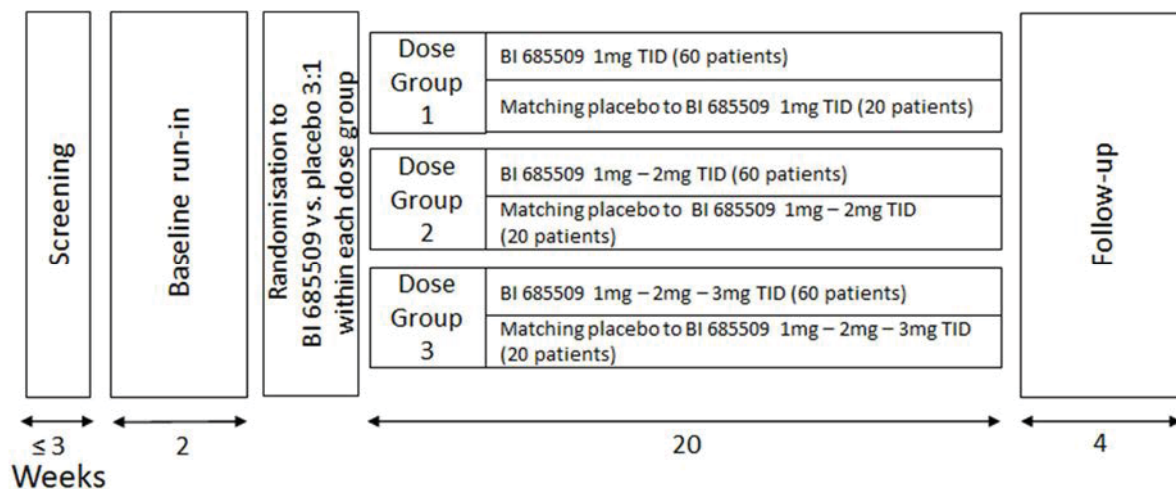 Screening
Baseline run-in
Randomisation to
BI 685509 vs. placebo 3:1
within each dose group
Dose
Group
1
BI 685509 1mg TID (60 patients)
Matching placebo to BI 685509 1mg TID (20 patients)
Dose
Group
2
BI 685509 1mg – 2mg TID (60 patients)
Matching placebo to BI 685509 1mg – 2mg TID
(20 patients)
Dose
Group
3
BI 685509 1mg – 2mg – 3mg TID (60 patients)
Matching placebo to BI 685509 1mg – 2mg – 3mg TID
(20 patients)
Follow-up
≤ 3
2
20
4
Weeks